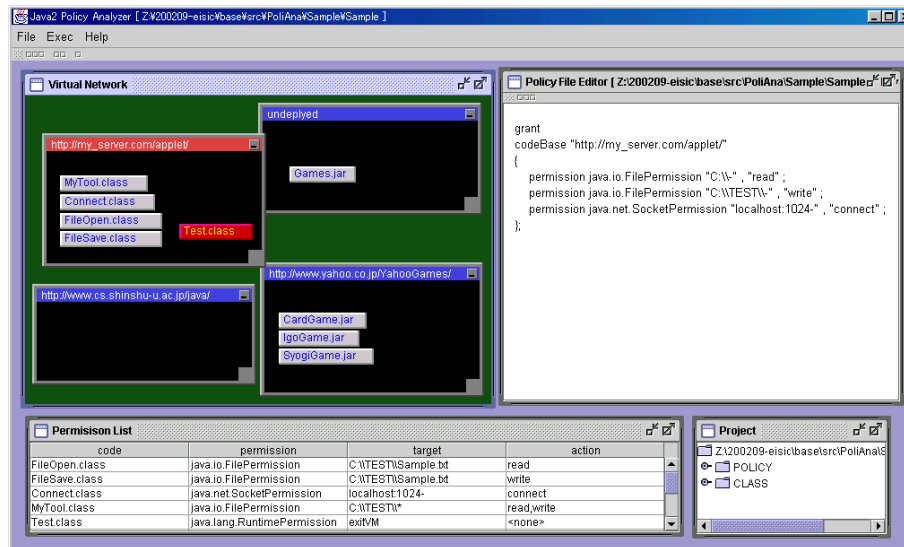 Java2 Policy Analyzer [ Z:¥200209-eisic¥base¥src¥PoliAna¥Sample¥Sample ]
File Exec Help
Virtual Network
undeplyed
Games.jar
http://my_server.com/applet/
MyTool.class
Connect.class
FileOpen.class
FileSave.class
Test.class
http://www.cs.shinshu-u.ac.jp/java/
http://www.yahoo.co.jp/YahooGames/
CardGame.jar
IgoGame.jar
SyogiGame.jar
Policy File Editor [ Z:\200209-eisic\base\src\PoliAna\Sample\Sample
grant
codeBase "http://my_server.com/applet/"
{
permission java.io.FilePermission "C:\\-" , "read" ;
permission java.io.FilePermission "C:\\TEST\\-" , "write" ;
permission java.net.SocketPermission "localhost:1024-" , "connect" ;
};
Permisison List
code permission target action
FileOpen.class java.io.FilePermission C:\\TEST\\Sample.txt read
FileSave.class java.io.FilePermission C:\\TEST\\Sample.txt write
Connect.class java.net.SocketPermission localhost:1024- connect
MyTool.class java.io.FilePermission C:\\TEST\\* read,write
Test.class java.lang.RuntimePermission exitVM <none>
Project
Z:\200209-eisic\base\src\PoliAna\S
POLICY
CLASS